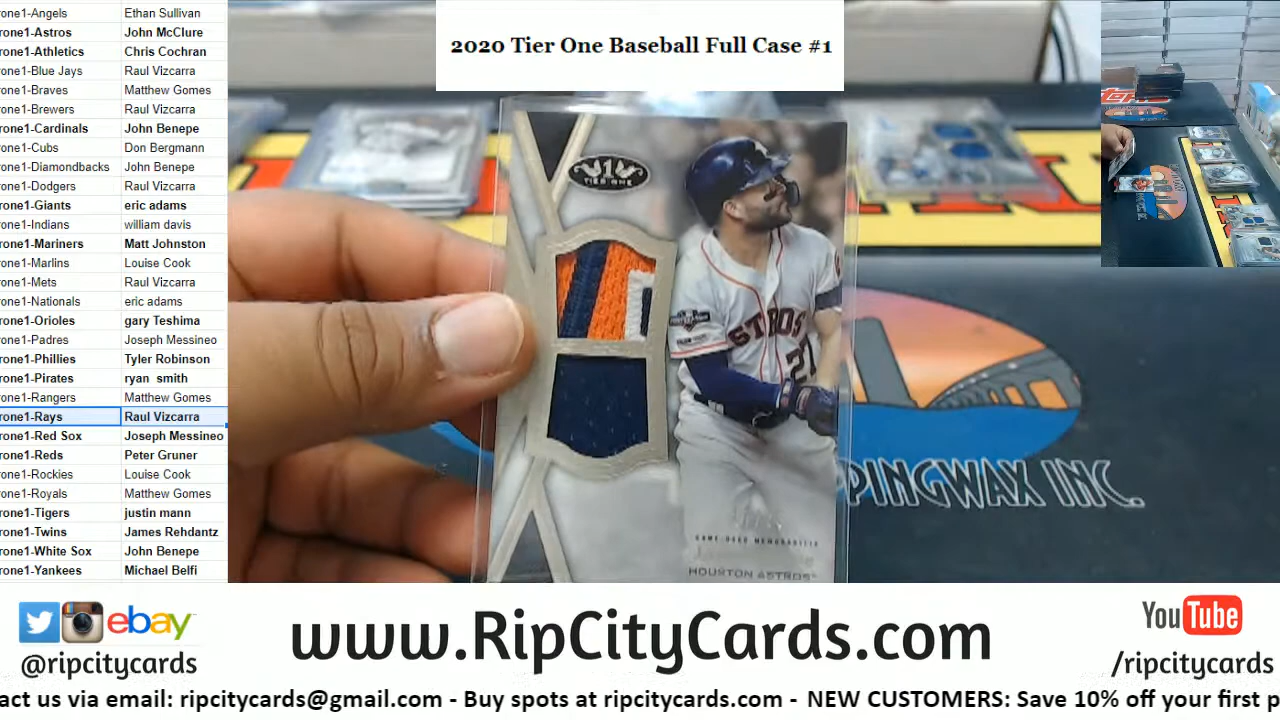 2020 Tier One Baseball Full Case #1
rone1-Angels Ethan Sullivan
rone1-Astros John McClure
rone1-Athletics Chris Cochran
rone1-Blue Jays Raul Vizcarra
rone1-Braves Matthew Gomes
rone1-Brewers Raul Vizcarra
rone1-Cardinals John Benepe
rone1-Cubs Don Bergmann
rone1-Diamondbacks John Benepe
rone1-Dodgers Raul Vizcarra
rone1-Giants eric adams
rone1-Indians william davis
rone1-Mariners Matt Johnston
rone1-Marlins Louise Cook
rone1-Mets Raul Vizcarra
rone1-Nationals eric adams
rone1-Orioles gary Teshima
rone1-Padres Joseph Messineo
rone1-Phillies Tyler Robinson
rone1-Pirates ryan smith
rone1-Rangers Matthew Gomes
rone1-Rays Raul Vizcarra
rone1-Red Sox Joseph Messineo
rone1-Reds Peter Gruner
rone1-Rockies Louise Cook
rone1-Royals Matthew Gomes
rone1-Tigers justin mann
rone1-Twins James Rehdantz
rone1-White Sox John Benepe
rone1-Yankees Michael Belfi
1
TIER ONE
ASTROS
27
GAME-USED MEMORABILIA
HOUSTON ASTROS
PPINGWAX INC.
ebay
@ripcitycards
www.RipCityCards.com
YouTube
/ripcitycards
act us via email: ripcitycards@gmail.com - Buy spots at ripcitycards.com - NEW CUSTOMERS: Save 10% off your first p